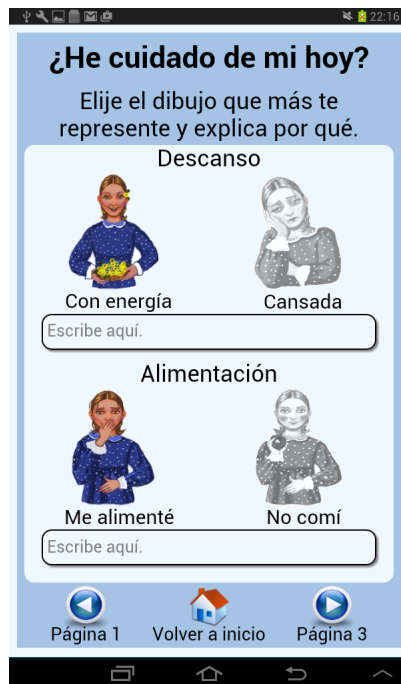 22:16
¿He cuidado de mi hoy?
Elije el dibujo que más te
represente y explica por qué.
Descanso
Con energía Cansada
Escribe aquí.
Alimentación
Me alimenté No comí
Escribe aquí.
Página 1 Volver a inicio Página 3